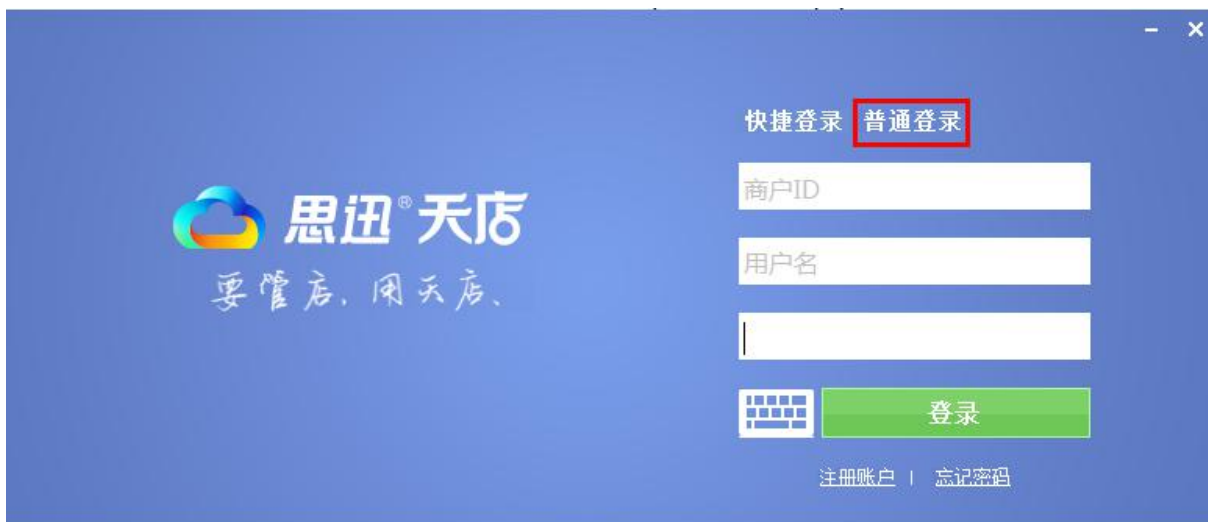 快捷登录 普通登录
商户ID
思迅®天店
用户名
要管店,用天店、
登录
注册账户 | 忘记密码